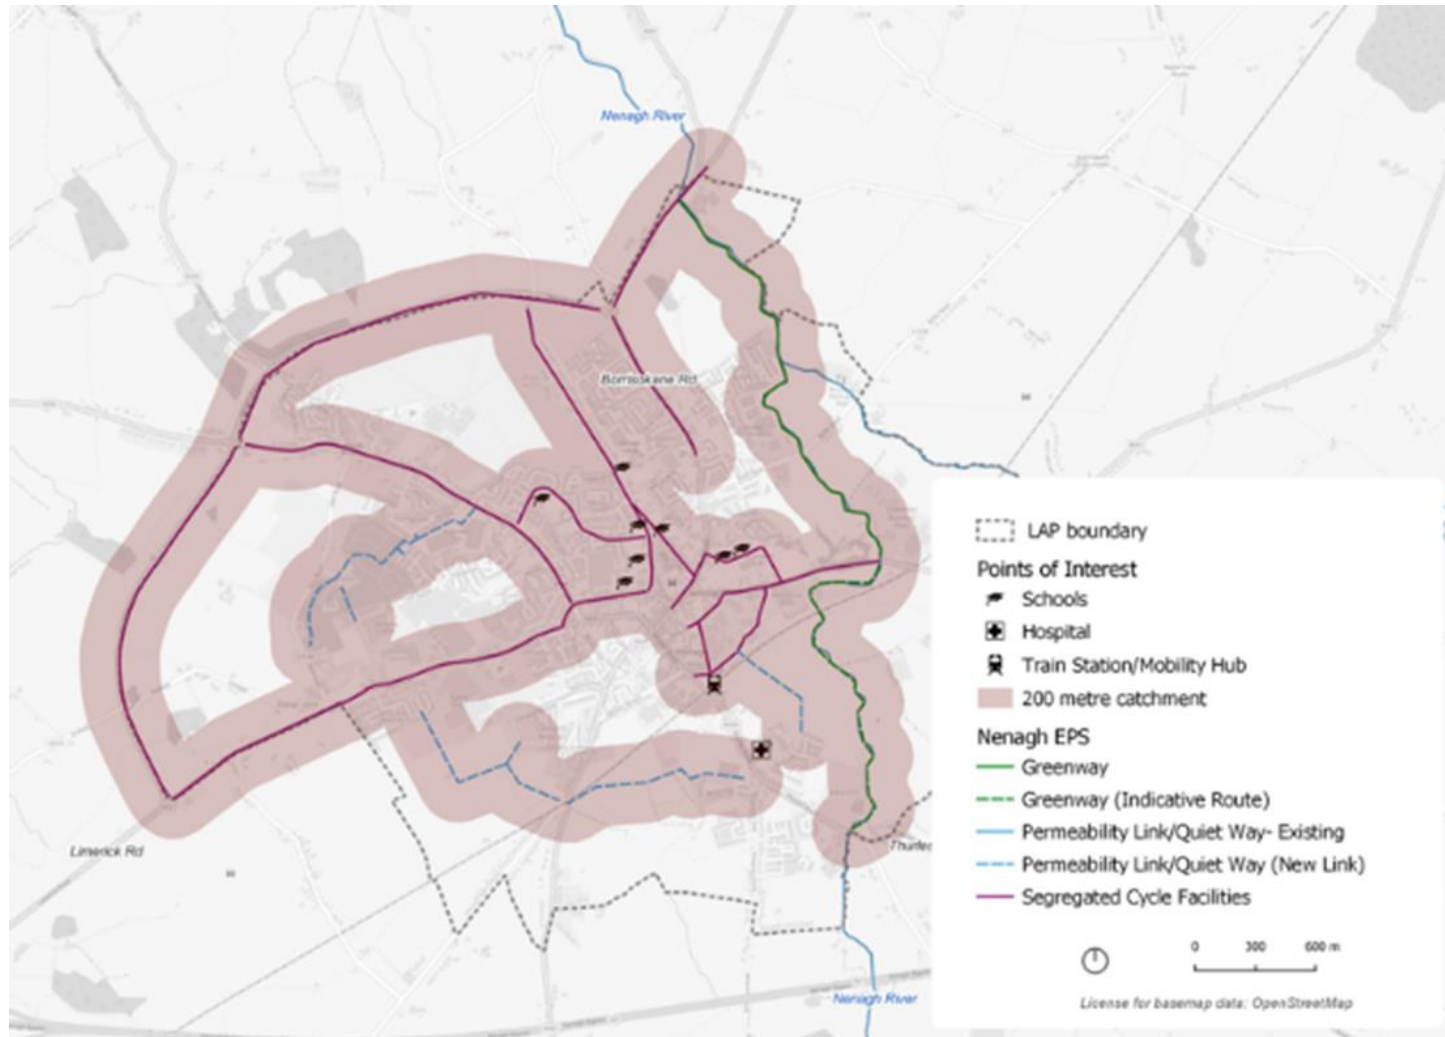 Nenagh River
Borrisokane Rd
Limerick Rd
Nenagh River
LAP boundary
Points of Interest
Schools
Hospital
Train Station/Mobility Hub
200 metre catchment
Nenagh EPS
Greenway
Greenway (Indicative Route)
Permeability Link/Quiet Way- Existing
Permeability Link/Quiet Way (New Link)
Segregated Cycle Facilities
0 300 600 m
License for basemap data: OpenStreetMap